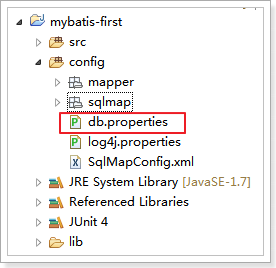 mybatis-first
src
config
mapper
sqlmap
db.properties
log4j.properties
SqlMapConfig.xml
JRE System Library [JavaSE-1.7]
Referenced Libraries
JUnit 4
lib